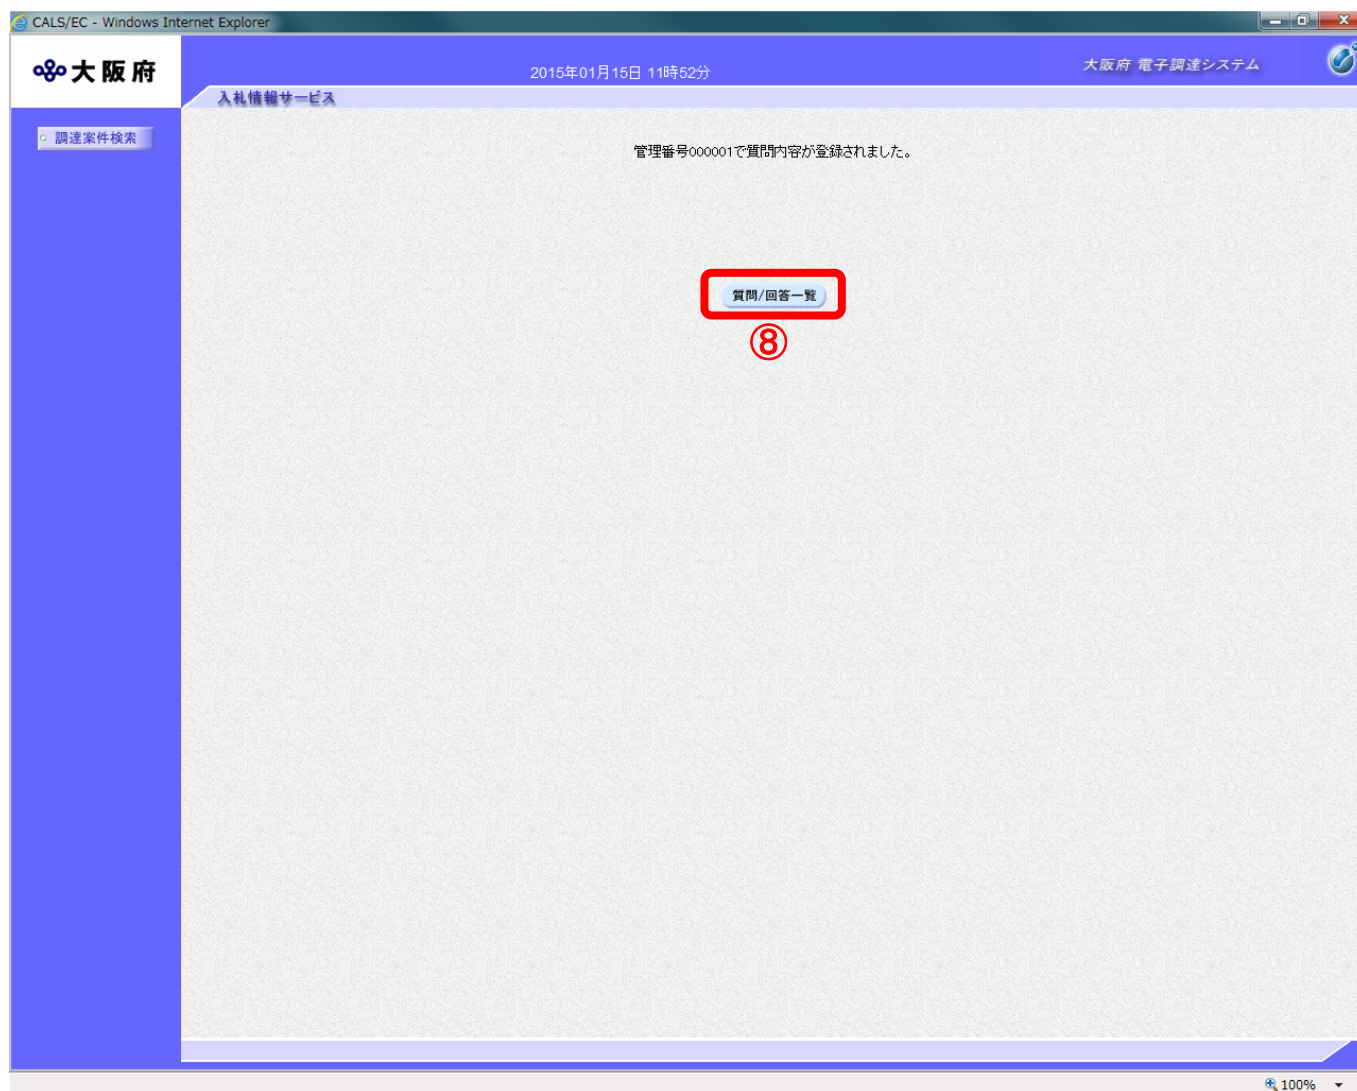 CALS/EC - Windows Internet Explorer
大阪府
2015年01月15日 11時52分
大阪府 電子調達システム
入札情報サービス
調達案件検索
管理番号000001で質問内容が登録されました。
質問/回答一覧
⑧
100%